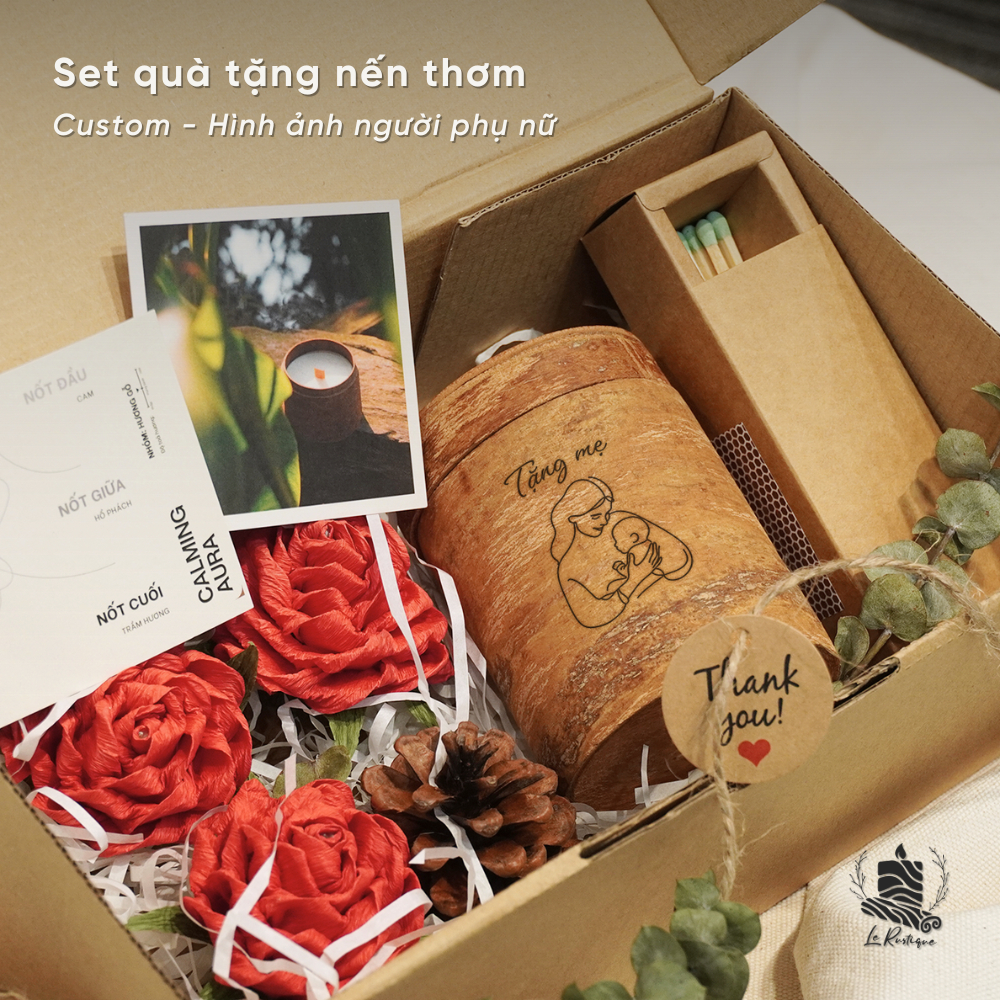 Set quà tặng nến thơm
Custom - Hình ảnh người phụ nữ
NỐT ĐẦU
CAM
NHÓM: HƯƠNG GỖ
NỐT GIỮA
HỔ PHÁCH
CALMING
AURA
NỐT CUỐI
TRẦM HƯƠNG
Tặng mẹ
Thank
you!
Le Rustique